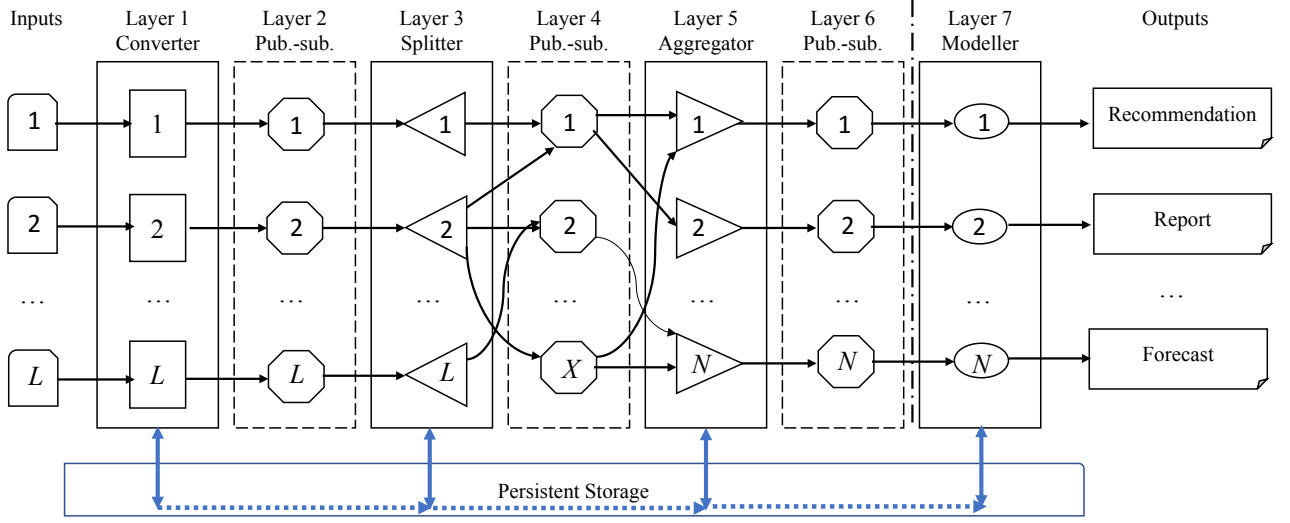 Inputs
Layer 1
Converter
Layer 2
Pub.-sub.
Layer 3
Splitter
Layer 4
Pub.-sub.
Layer 5
Aggregator
Layer 6
Pub.-sub.
Layer 7
Modeller
Outputs
1 1 1 1 1 1 1 1 Recommendation
2 2 2 2 2 2 2 2 Report
... ... ... ... ... ... ... ... ...
L L L L X N N N Forecast
Persistent Storage